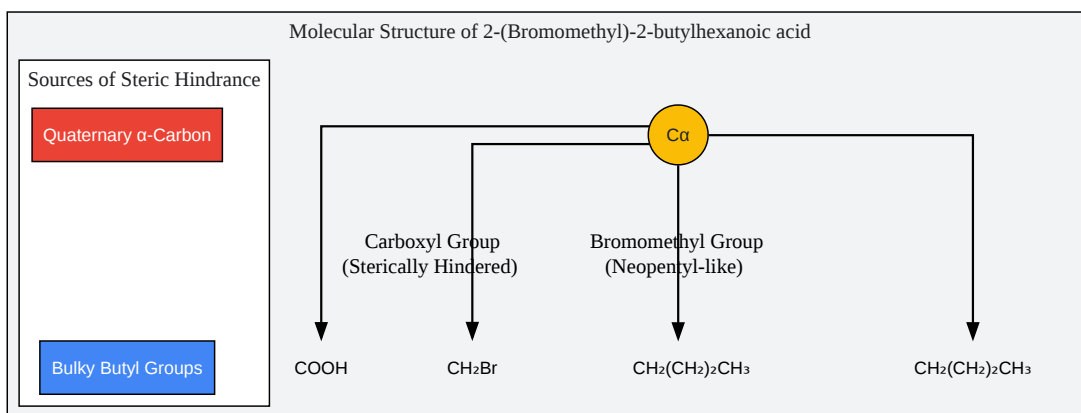 Molecular Structure of 2-(Bromomethyl)-2-butylhexanoic acid
Sources of Steric Hindrance
Quaternary α-Carbon
Cα
Carboxyl Group
(Sterically Hindered)
Bromomethyl Group
(Neopentyl-like)
Bulky Butyl Groups
COOH
CH₂Br
CH₂(CH₂)₂CH₃
CH₂(CH₂)₂CH₃